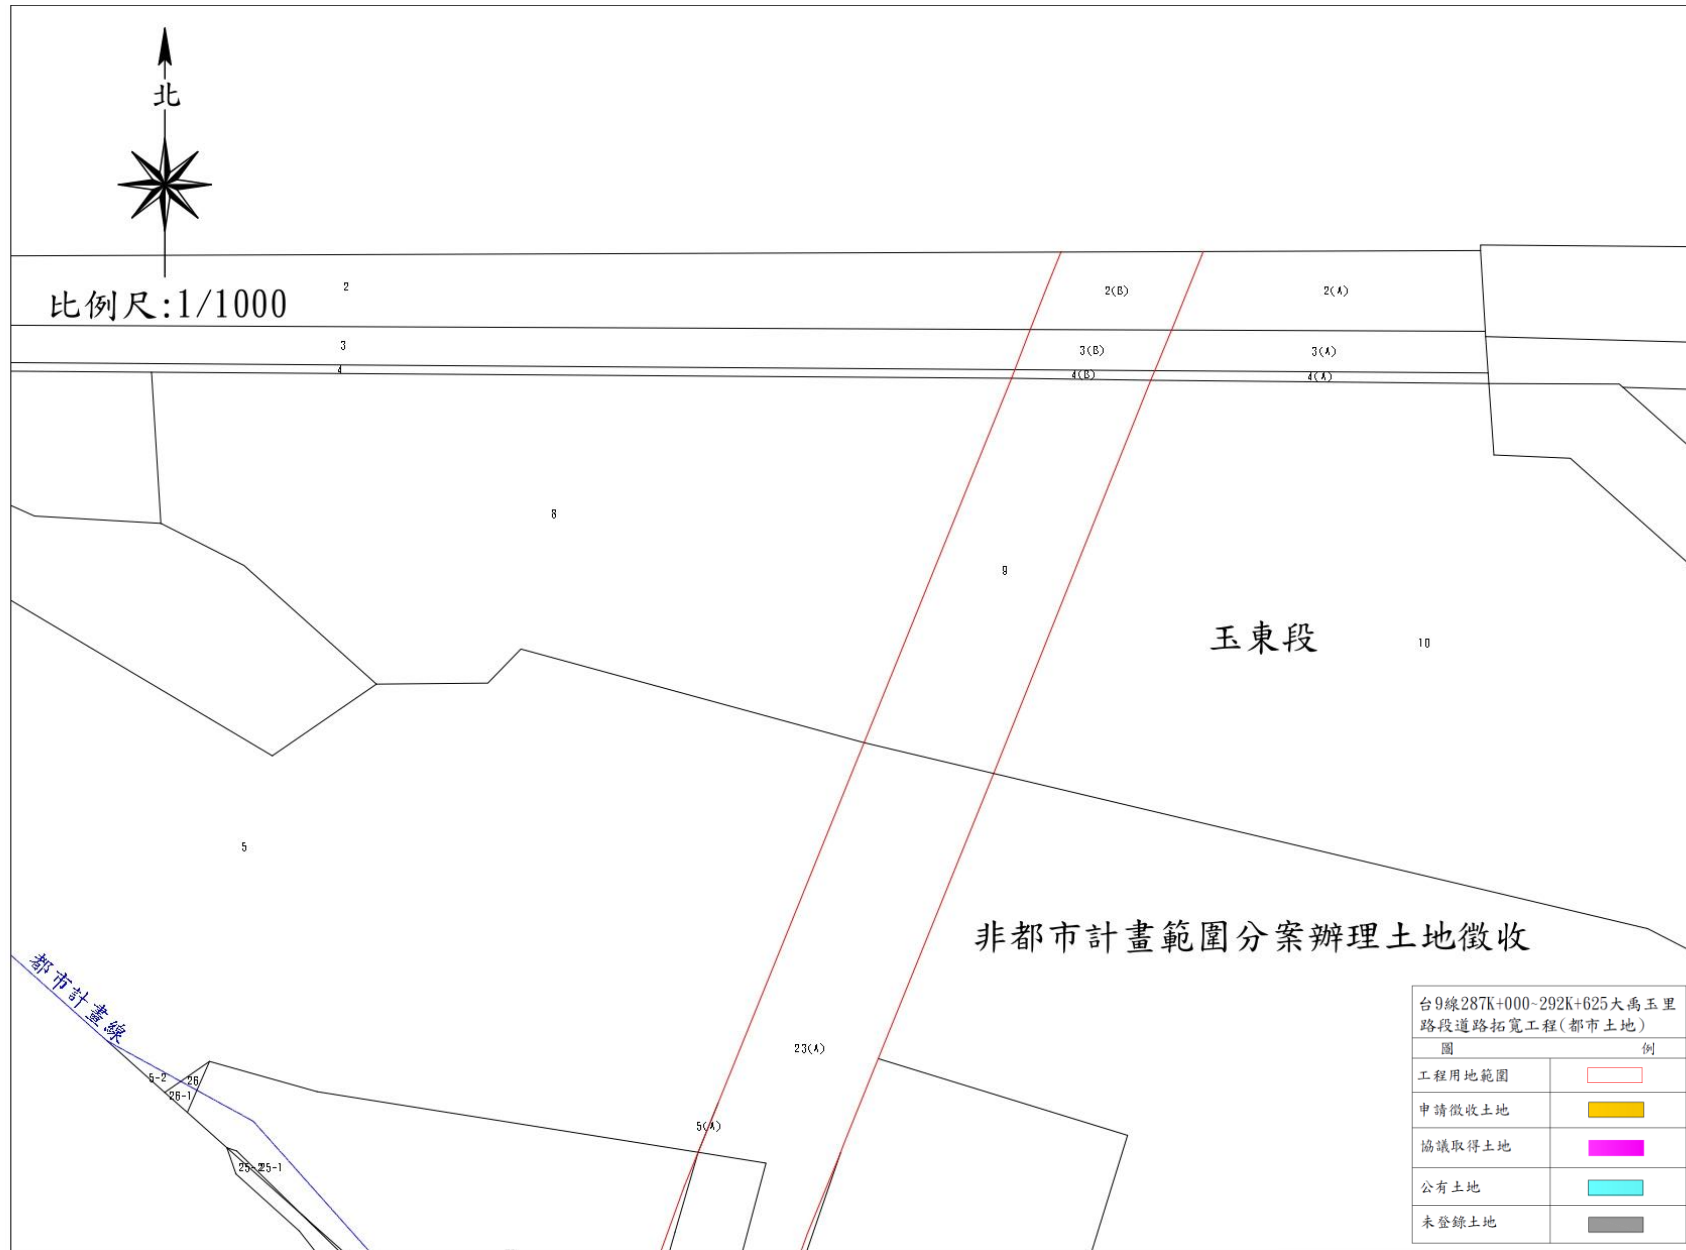 北
比例尺:1/1000
2
2(B)
2(A)
3
3(B)
3(A)
4
4(B)
4(A)
8
9
玉東段
10
5
非都市計畫範圍分案辦理土地徵收
都市計畫線
23(A)
5-2
26
26-1
5(A)
25-2
25-1
台9線287K+000~292K+625大禹玉里
路段道路拓寬工程(都市土地)
圖 例
工程用地範圍
申請徵收土地
協議取得土地
公有土地
未登錄土地